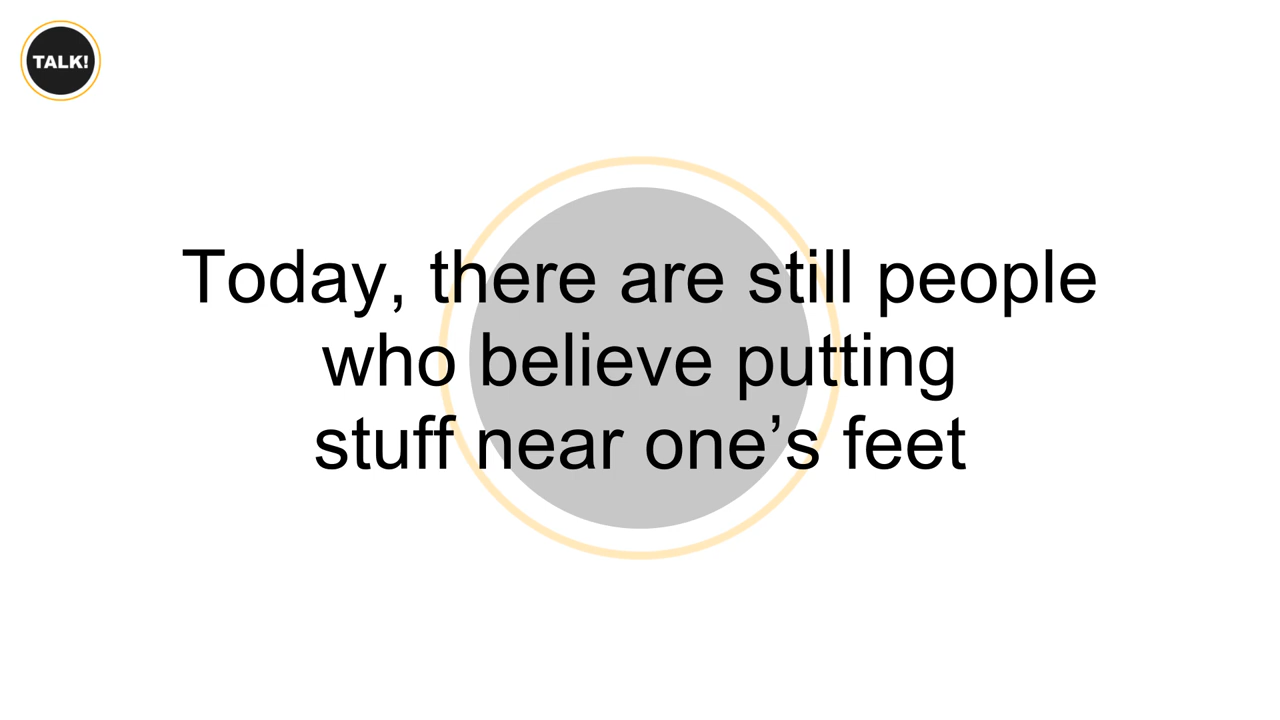 TALK!
Today, there are still people
who believe putting
stuff near one’s feet